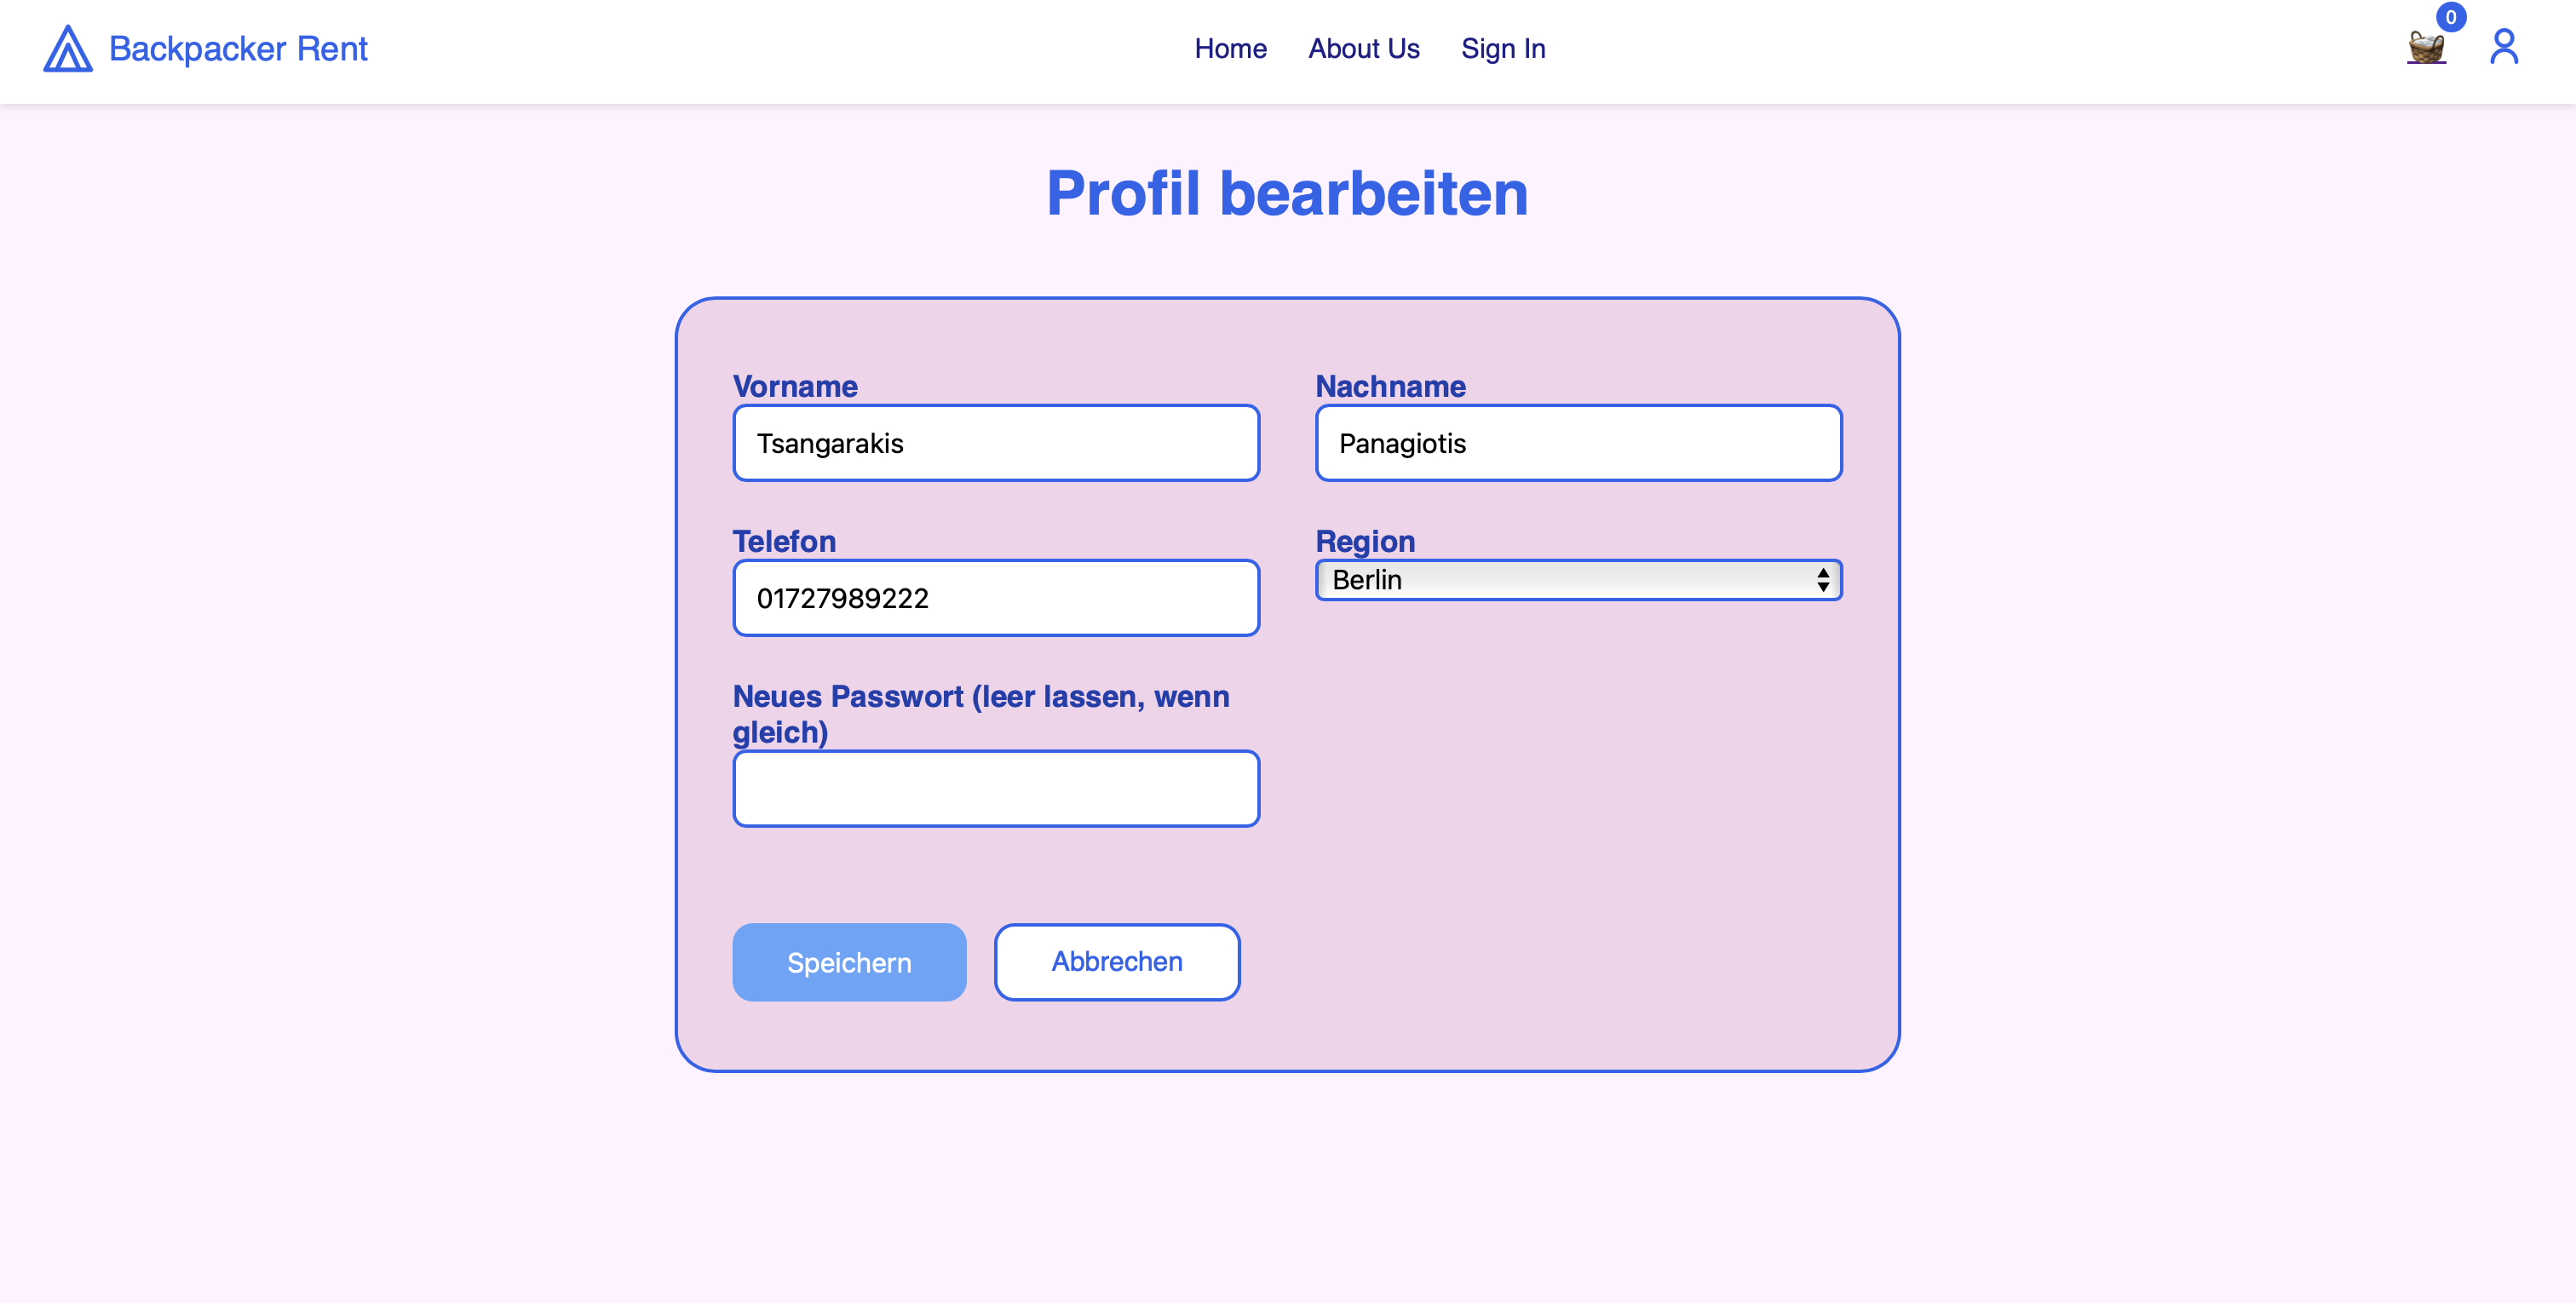 Backpacker Rent
Home About Us Sign In
0
Profil bearbeiten
Vorname
Nachname
Tsangarakis
Panagiotis
Telefon
Region
01727989222
Berlin
Neues Passwort (leer lassen, wenn
gleich)
Speichern
Abbrechen